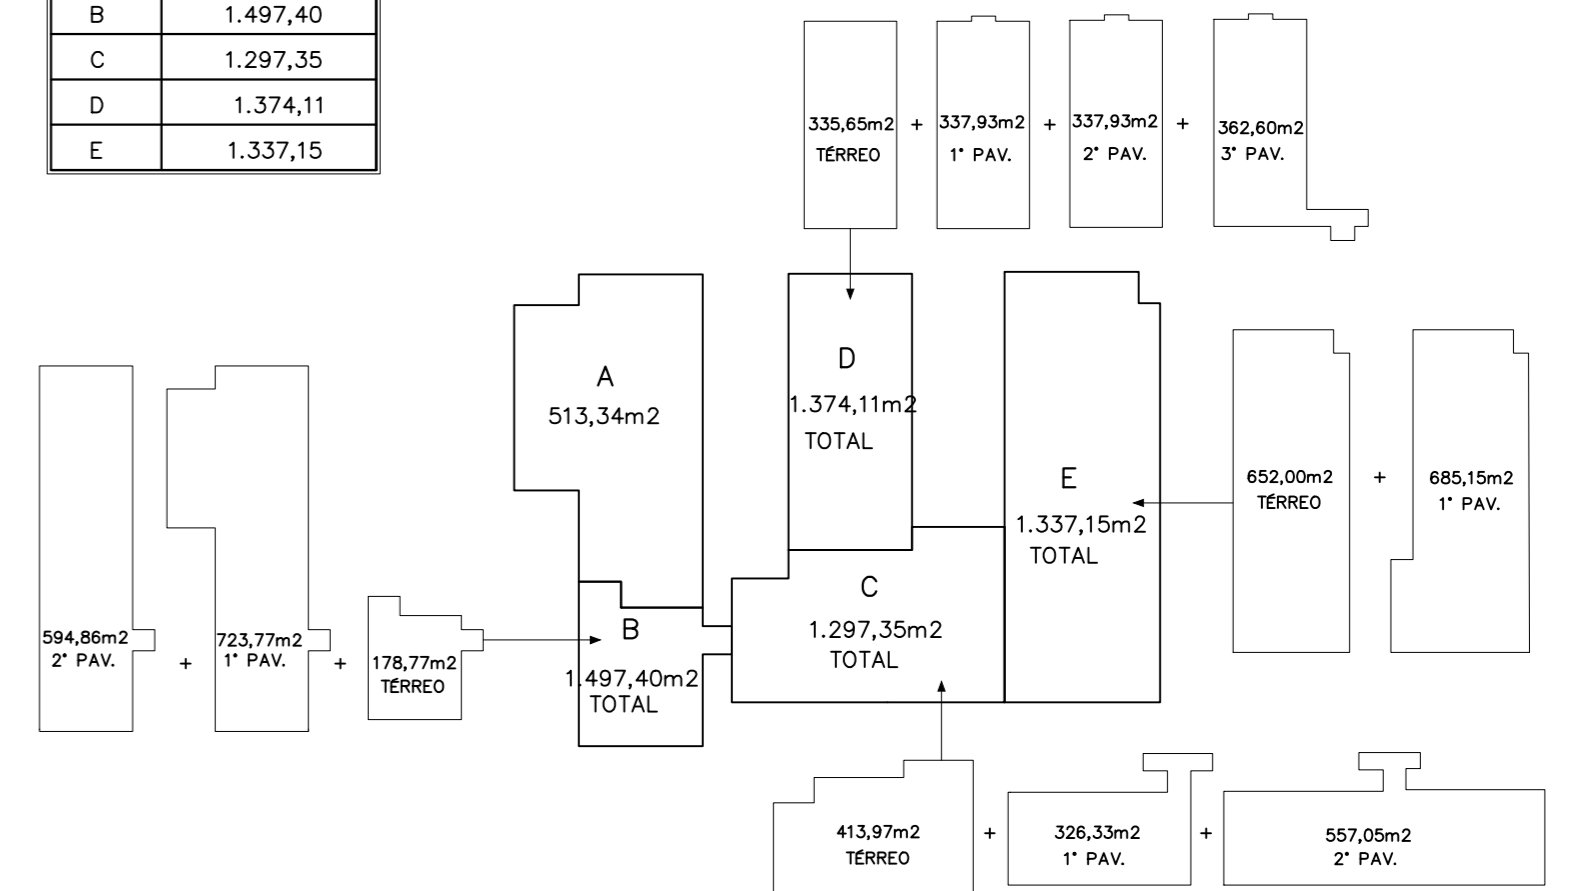 B 1.497,40
C 1.297,35
D 1.374,11
E 1.337,15
335,65m2 + 337,93m2 + 337,93m2 + 362,60m2
TÉRREO 1° PAV. 2° PAV. 3° PAV.
A
513,34m2
D
1.374,11m2
TOTAL
E
1.337,15m2
TOTAL
652,00m2 + 685,15m2
TÉRREO 1° PAV.
594,86m2 + 723,77m2 + 178,77m2
2° PAV. 1° PAV. TÉRREO
B
1.497,40m2
TOTAL
C
1.297,35m2
TOTAL
413,97m2 + 326,33m2 + 557,05m2
TÉRREO 1° PAV. 2° PAV.